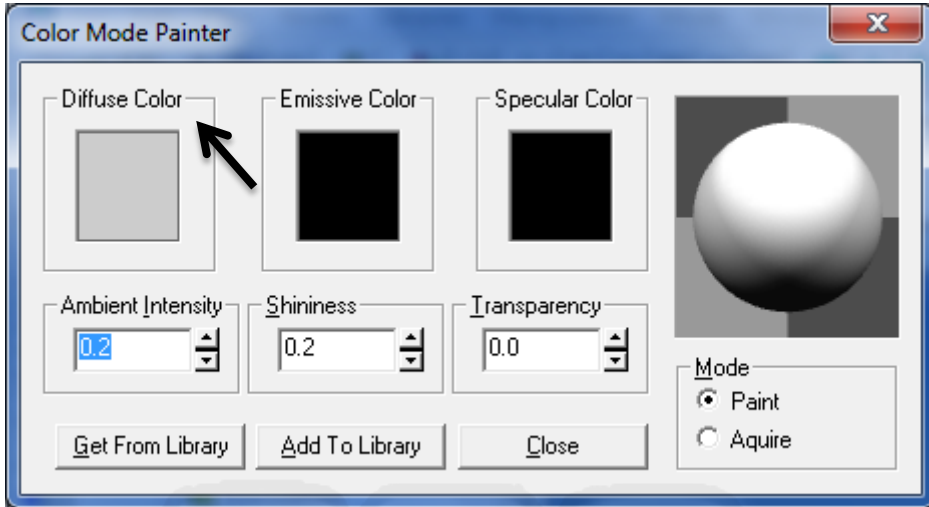 Color Mode Painter
x
Diffuse Color
Emissive Color
Specular Color
Ambient Intensity
Shininess
Transparency
0.2
0.2
0.0
Mode
Paint
Aquire
Get From Library
Add To Library
Close